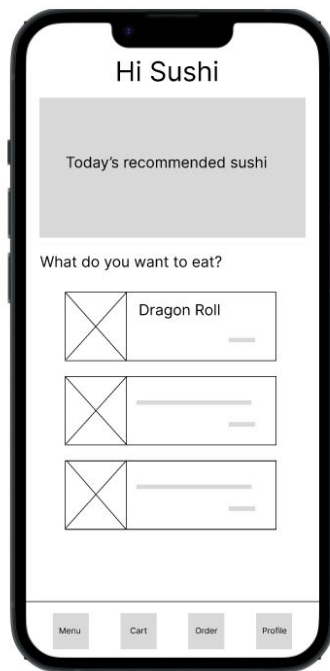 Hi Sushi
Today's recommended sushi
What do you want to eat?
Dragon Roll
Menu Cart Order Profile